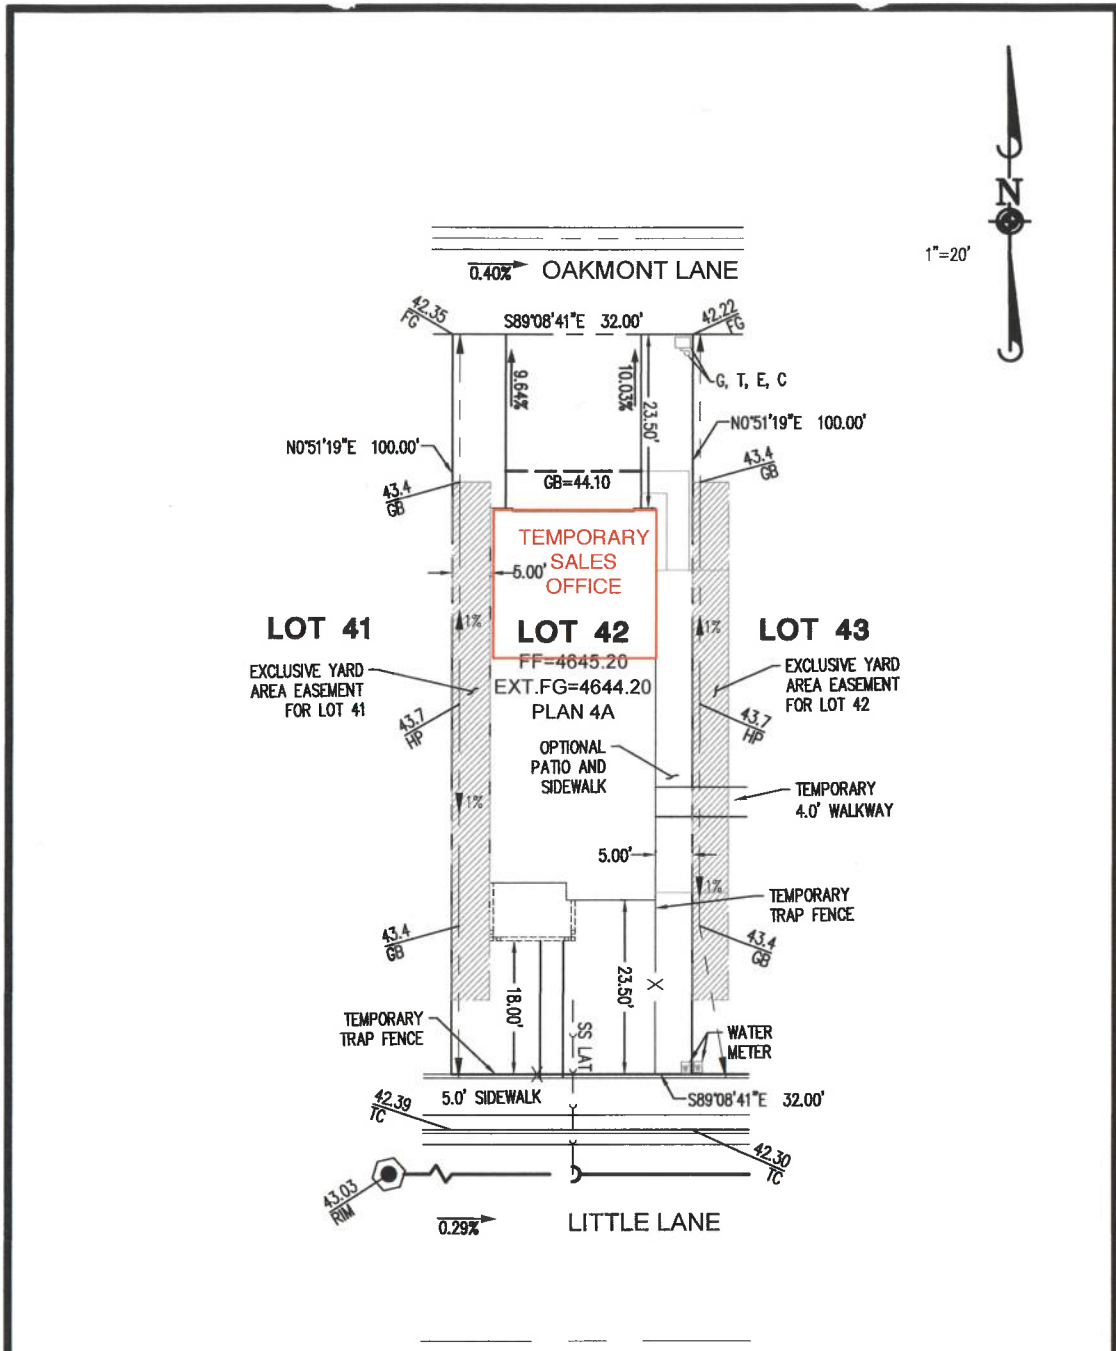 N
1"=20'
0.40% OAKMONT LANE
42.35
FG
S89°08'41"E 32.00'
42.22
FG
9.64%
10.03%
23.50'
G, T, E, C
N0°51'19"E 100.00'
N0°51'19"E 100.00'
43.4
GB
43.4
GB
GB=44.10
TEMPORARY
SALES
OFFICE
5.00'
1%
1%
LOT 41
LOT 42
LOT 43
FF=4645.20
EXT.FG=4644.20
PLAN 4A
EXCLUSIVE YARD
AREA EASEMENT
FOR LOT 41
EXCLUSIVE YARD
AREA EASEMENT
FOR LOT 42
43.7
HP
43.7
HP
OPTIONAL
PATIO AND
SIDEWALK
TEMPORARY
4.0' WALKWAY
1%
5.00'
1%
TEMPORARY
TRAP FENCE
43.4
GB
43.4
GB
18.00'
23.50'
X
SS LAT
TEMPORARY
TRAP FENCE
WATER
METER
X
5.0' SIDEWALK
S89°08'41"E 32.00'
42.39
TC
42.30
TC
43.03
RIM
0.29%
LITTLE LANE